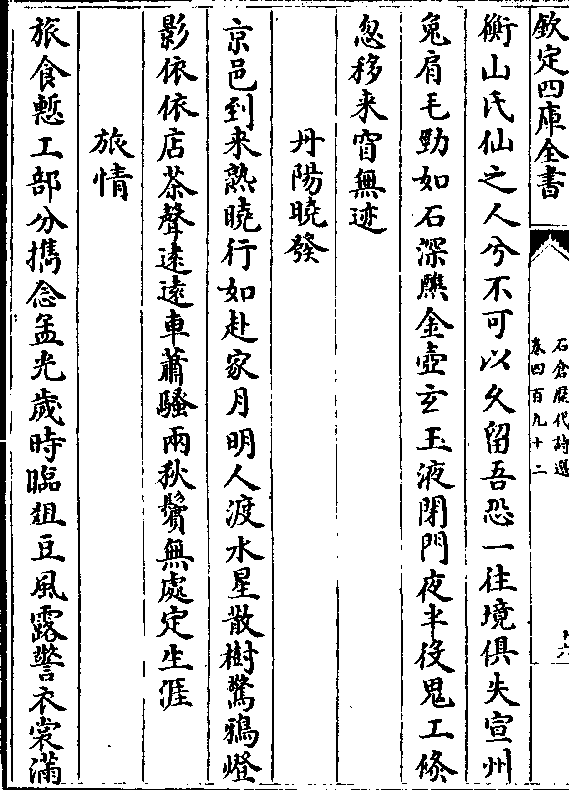 欽定四庫全書
石倉歷代詩選
卷四百九十二
六
衡山氏仙之人兮不可以久留吾恐一往境俱失宣州
兔肩毛勁如石深熏金壺玄玉液閉門夜半役鬼工倏
忽移来窅無迹
丹陽曉發
京邑到来熟曉行如赴家月明人渡水星散樹驚鴉燈
影依依店茶聲遠遠車蕭騷兩秋鬢無處定生涯
旅情
旅食慙工部分攜念孟光歲時臨俎豆風露警衣裳滿